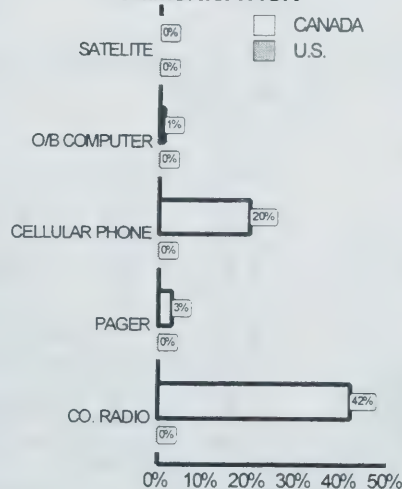 CANADA
U.S.
0%
SATELITE
0%
1%
O/B COMPUTER
0%
20%
CELLULAR PHONE
0%
3%
PAGER
0%
42%
CO. RADIO
0%
0% 10% 20% 30% 40% 50%